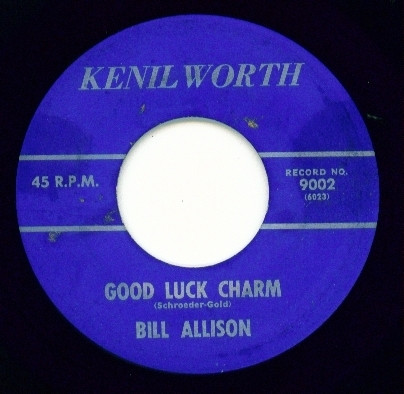 KENILWORTH
45 R.P.M.
RECORD NO.
9002
(6023)
GOOD LUCK CHARM
(Schroeder-Gold)
BILL ALLISON